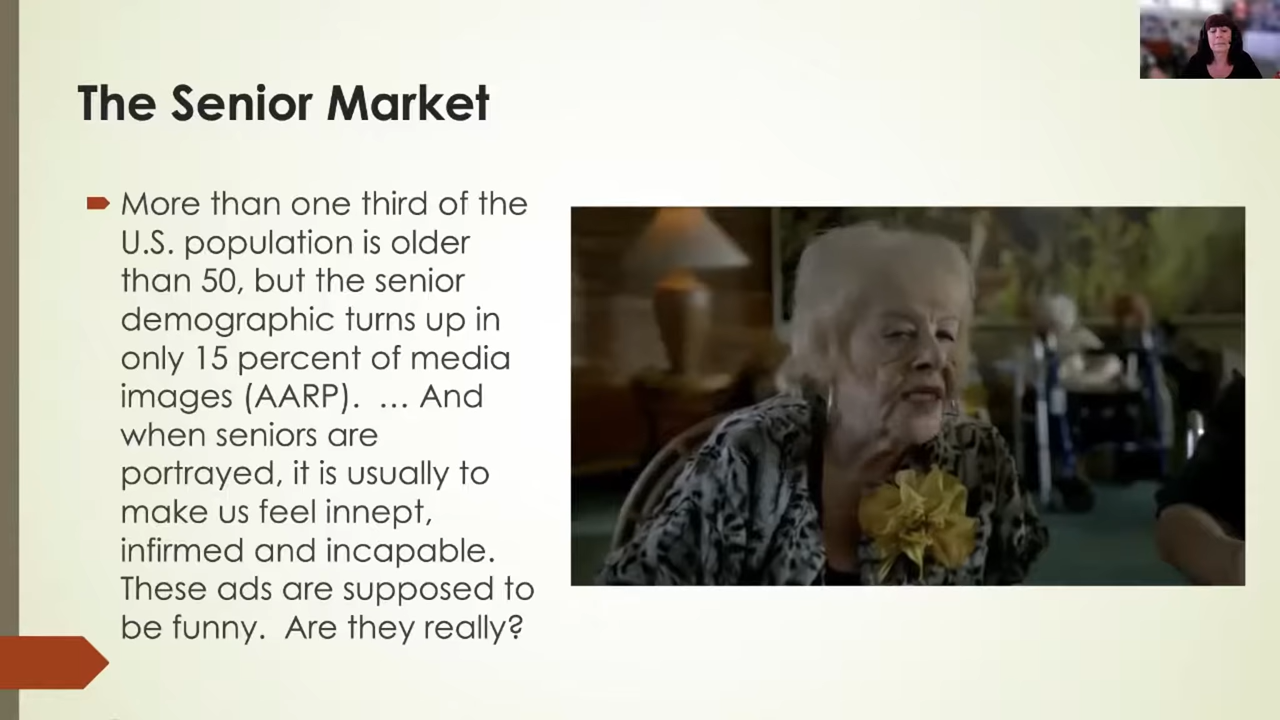 The Senior Market
More than one third of the
U.S. population is older
than 50, but the senior
demographic turns up in
only 15 percent of media
images (AARP).  … And
when seniors are
portrayed, it is usually to
make us feel innept,
infirmed and incapable.
These ads are supposed to
be funny.  Are they really?